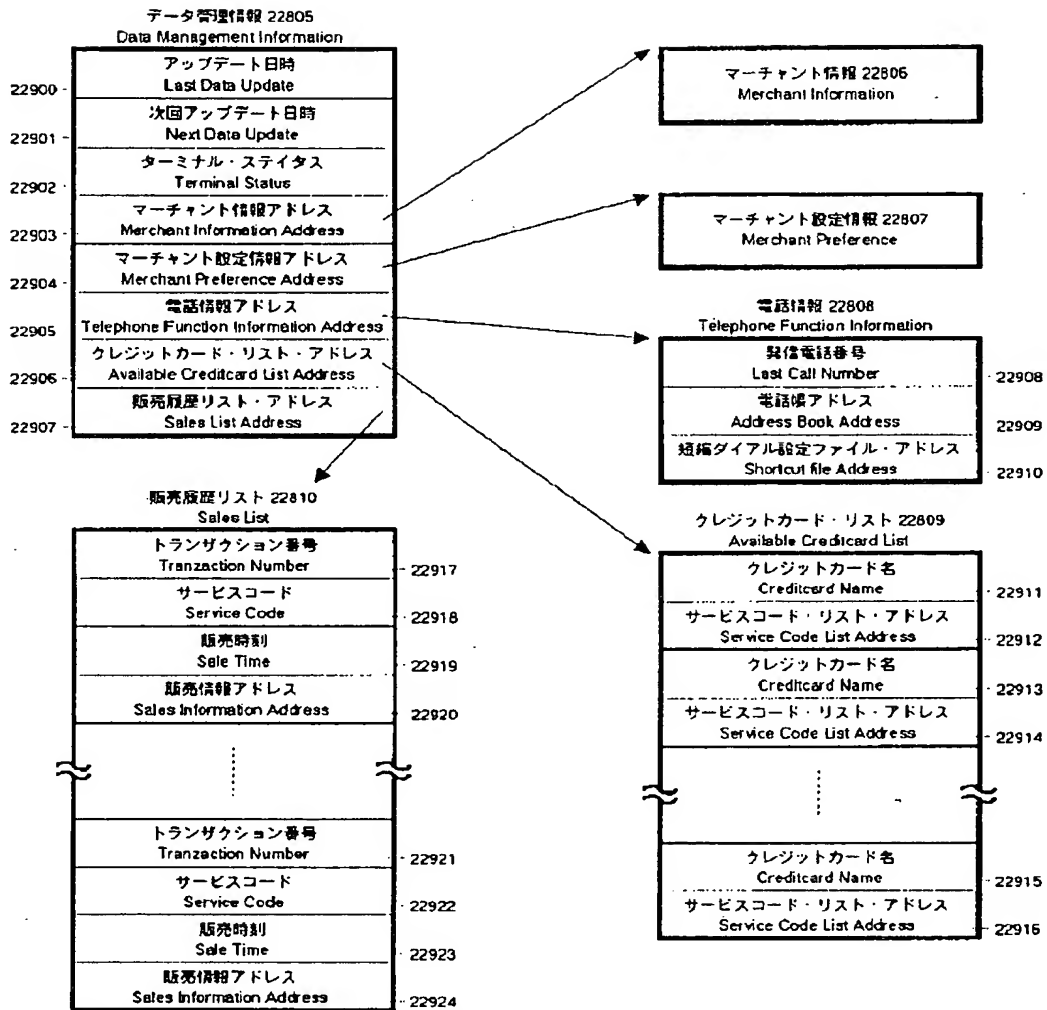 データ管理情報 22805
Data Management Information
アップデート日時
Last Data Update
22900
次回アップデート日時
Next Data Update
22901
ターミナル・ステイタス
Terminal Status
22902
マーチャント情報アドレス
Merchant Information Address
22903
マーチャント設定情報アドレス
Merchant Preference Address
22904
電話情報アドレス
Telephone Function Information Address
22905
クレジットカード・リスト・アドレス
Available Creditcard List Address
22906
販売履歴リスト・アドレス
Sales List Address
22907
マーチャント情報 22806
Merchant Information
マーチャント設定情報 22807
Merchant Preference
電話情報 22808
Telephone Function Information
発信電話番号
Last Call Number
22908
電話帳アドレス
Address Book Address
22909
短縮ダイアル設定ファイル・アドレス
Shortcut file Address
22910
販売履歴リスト 22810
Sales List
トランザクション番号
Tranzaction Number
22917
サービスコード
Service Code
22918
販売時刻
Sale Time
22919
販売情報アドレス
Sales Information Address
22920
トランザクション番号
Tranzaction Number
22921
サービスコード
Service Code
22922
販売時刻
Sale Time
22923
販売情報アドレス
Sales Information Address
22924
クレジットカード・リスト 22809
Available Creditcard List
クレジットカード名
Creditcard Name
22911
サービスコード・リスト・アドレス
Service Code List Address
22912
クレジットカード名
Creditcard Name
22913
サービスコード・リスト・アドレス
Service Code List Address
22914
クレジットカード名
Creditcard Name
22915
サービスコード・リスト・アドレス
Service Code List Address
22916